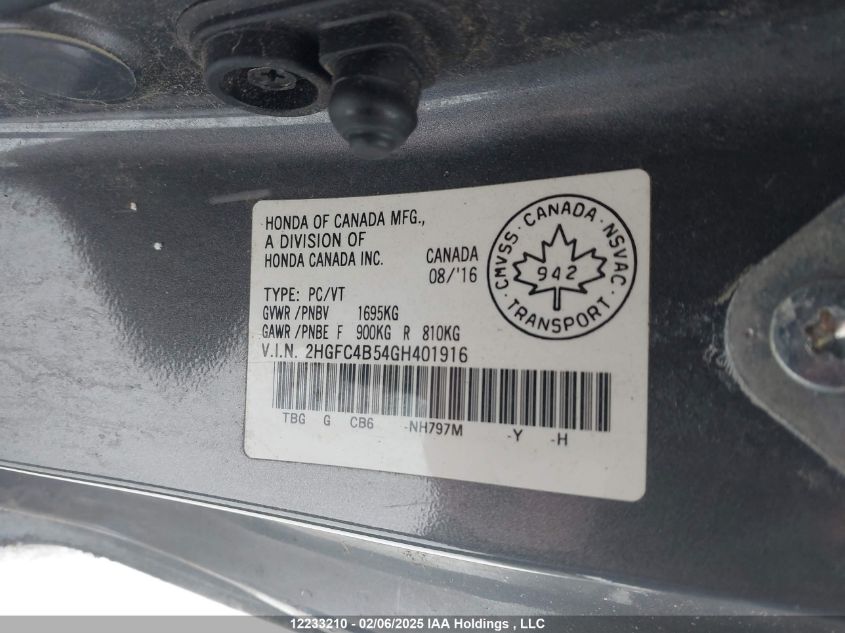 HONDA OF CANADA MFG.,
A DIVISION OF
HONDA CANADA INC.
CANADA
08/'16
TYPE: PC/VT
GVWR /PNBV 1695KG
GAWR /PNBE F 900KG R 810KG
V.I.N. 2HGFC4B54GH401916
TBG G CB6 -NH797M -Y -H
CMVSS · CANADA · NSVAC
942
· TRANSPORT ·
12233210 - 02/06/2025 IAA Holdings , LLC